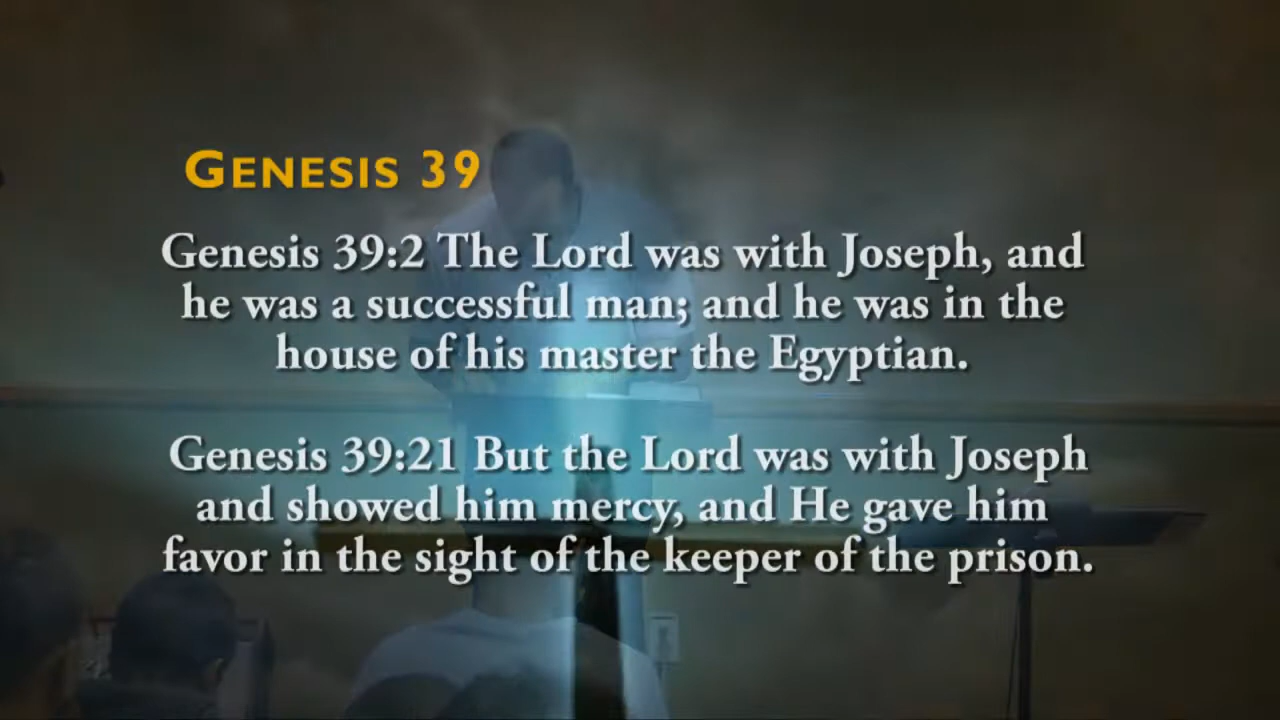 GENESIS 39
Genesis 39:2 The Lord was with Joseph, and
he was a successful man; and he was in the
house of his master the Egyptian.
Genesis 39:21 But the Lord was with Joseph
and showed him mercy, and He gave him
favor in the sight of the keeper of the prison.